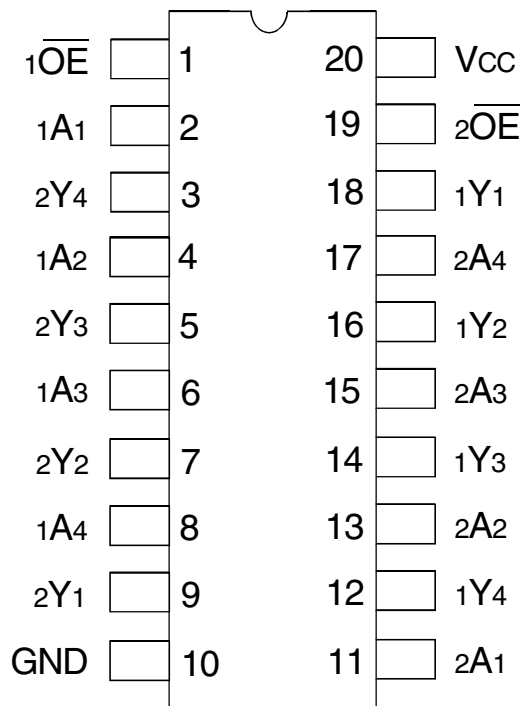 1O̅E̅ 1 20 VCC
1A1 2 19 2O̅E̅
2Y4 3 18 1Y1
1A2 4 17 2A4
2Y3 5 16 1Y2
1A3 6 15 2A3
2Y2 7 14 1Y3
1A4 8 13 2A2
2Y1 9 12 1Y4
GND 10 11 2A1